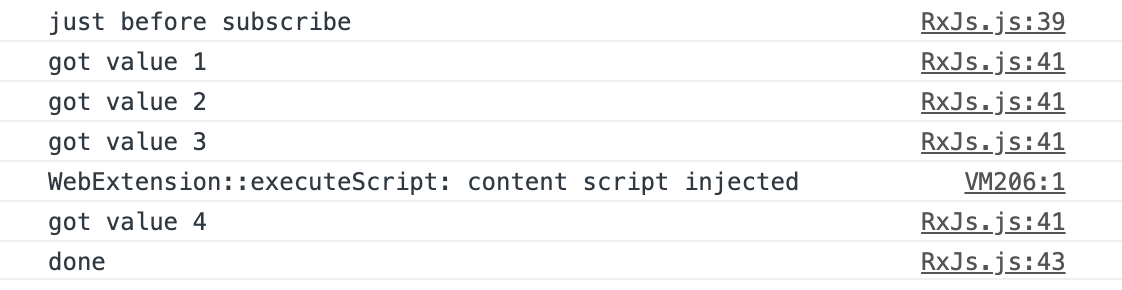 just before subscribe RxJs.js:39
got value 1 RxJs.js:41
got value 2 RxJs.js:41
got value 3 RxJs.js:41
WebExtension::executeScript: content script injected VM206:1
got value 4 RxJs.js:41
done RxJs.js:43